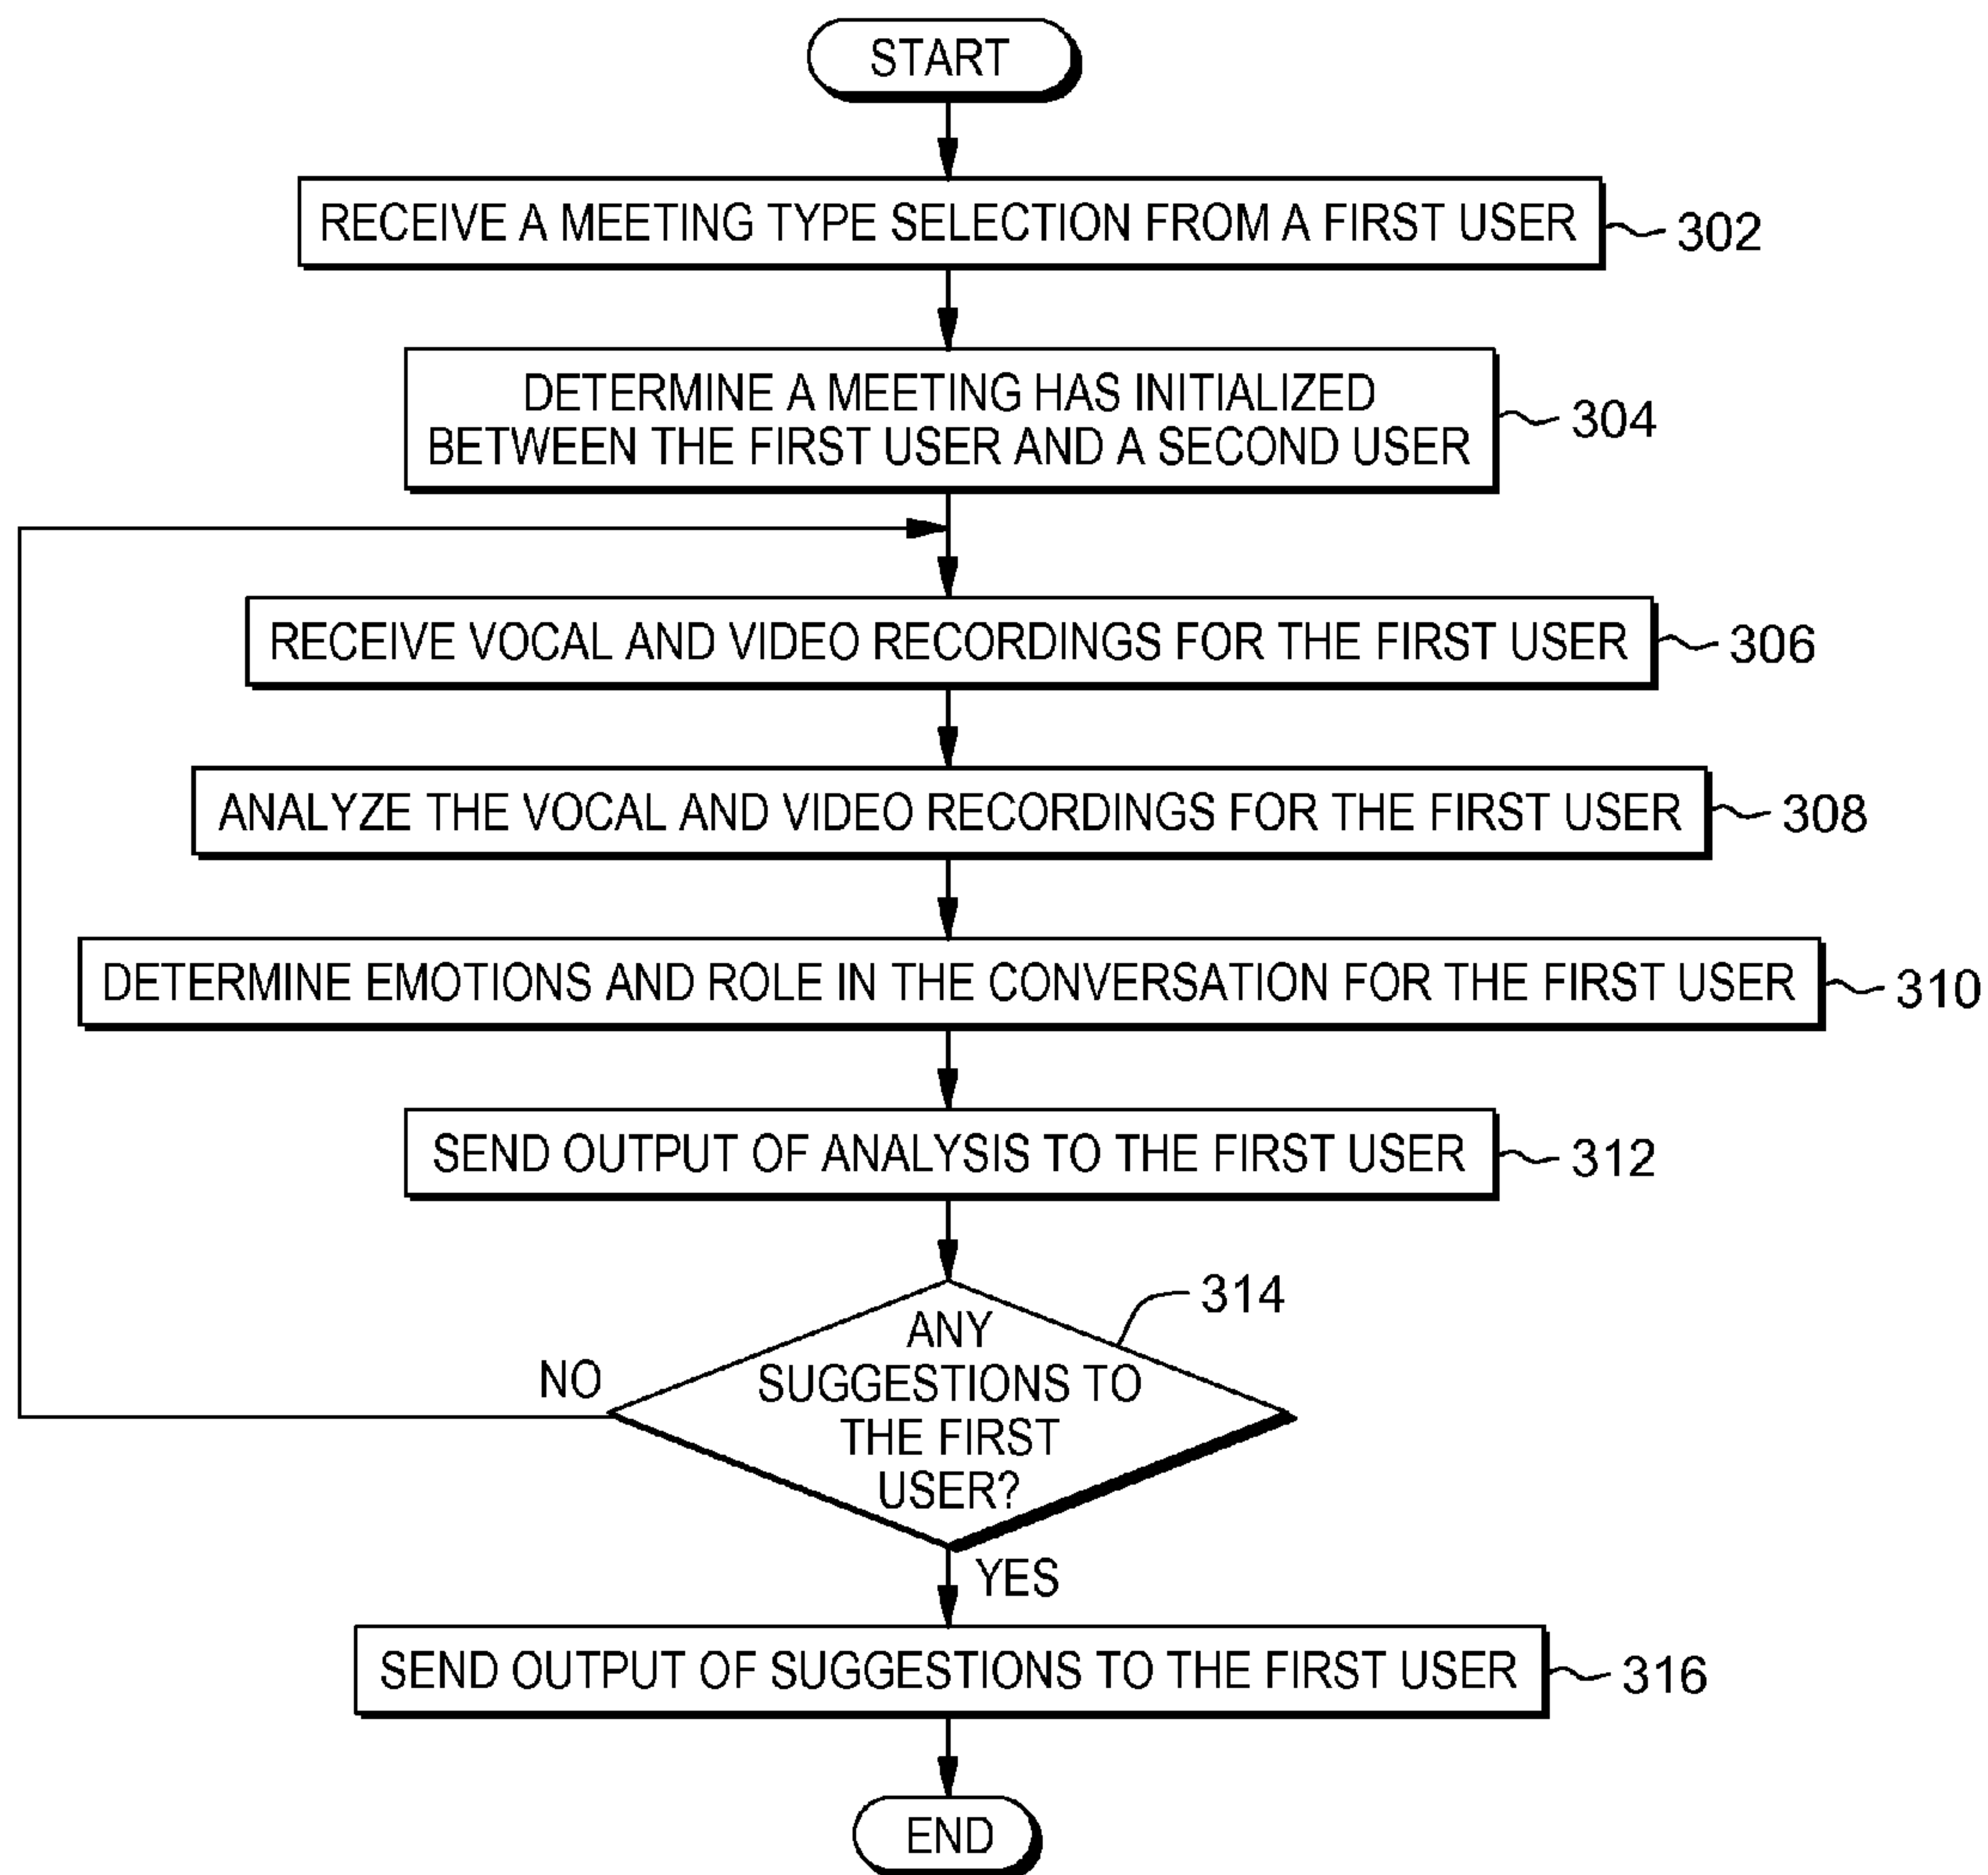 START
RECEIVE A MEETING TYPE SELECTION FROM A FIRST USER
302
DETERMINE A MEETING HAS INITIALIZED
BETWEEN THE FIRST USER AND A SECOND USER
304
RECEIVE VOCAL AND VIDEO RECORDINGS FOR THE FIRST USER
306
ANALYZE THE VOCAL AND VIDEO RECORDINGS FOR THE FIRST USER
308
DETERMINE EMOTIONS AND ROLE IN THE CONVERSATION FOR THE FIRST USER
310
SEND OUTPUT OF ANALYSIS TO THE FIRST USER
312
314
ANY
SUGGESTIONS TO
THE FIRST
USER?
NO
YES
SEND OUTPUT OF SUGGESTIONS TO THE FIRST USER
316
END